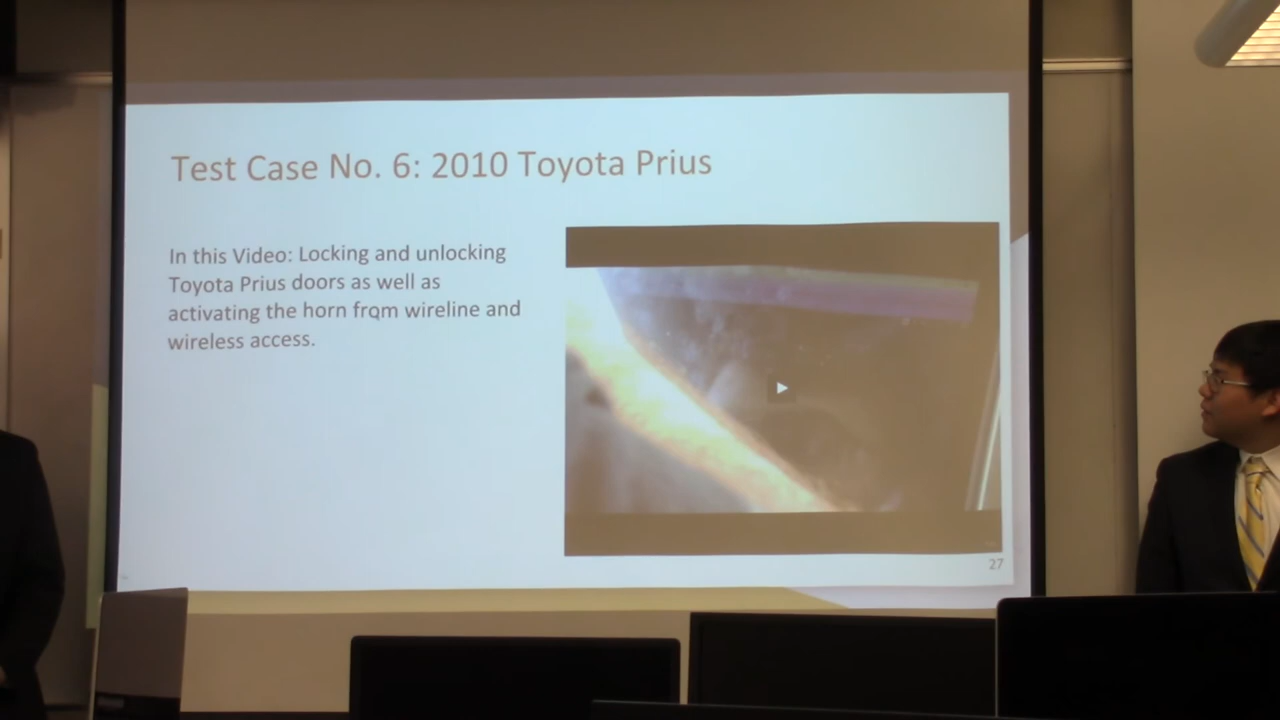 Test Case No. 6: 2010 Toyota Prius
In this Video: Locking and unlocking
Toyota Prius doors as well as
activating the horn from wireline and
wireless access.
27